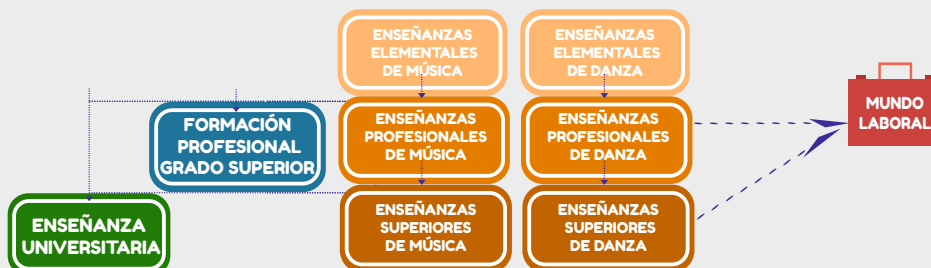 ENSEÑANZAS
ELEMENTALES
DE MÚSICA
ENSEÑANZAS
ELEMENTALES
DE DANZA
FORMACIÓN
PROFESIONAL
GRADO SUPERIOR
ENSEÑANZAS
PROFESIONALES
DE MÚSICA
ENSEÑANZAS
PROFESIONALES
DE DANZA
MUNDO
LABORAL
ENSEÑANZA
UNIVERSITARIA
ENSEÑANZAS
SUPERIORES
DE MÚSICA
ENSEÑANZAS
SUPERIORES
DE DANZA